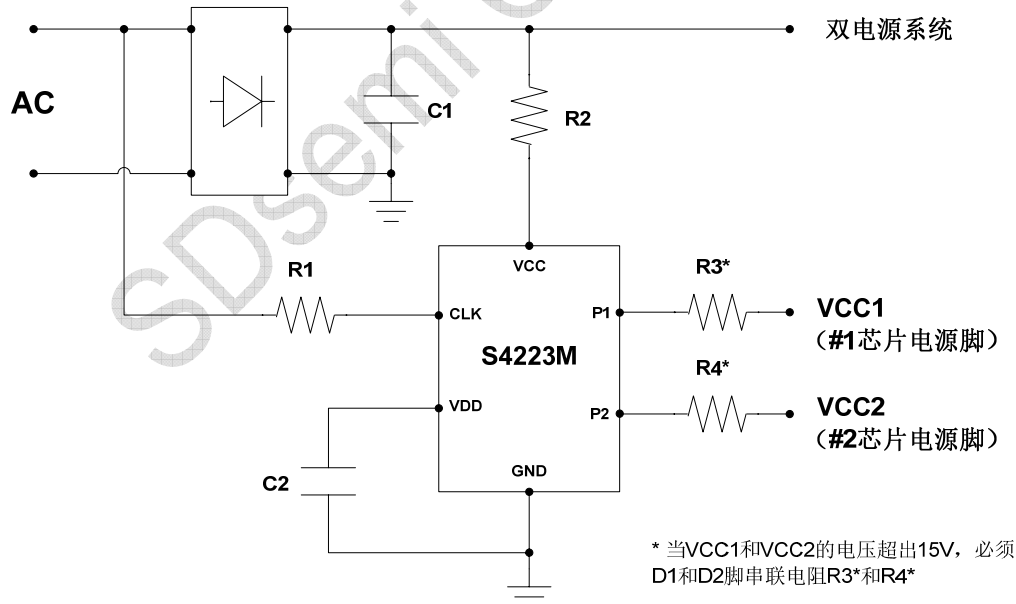 双电源系统
AC
C1
R2
VCC
R1
R3*
CLK
P1
VCC1
(#1芯片电源脚)
S4223M
R4*
VDD
P2
VCC2
(#2芯片电源脚)
GND
C2
* 当VCC1和VCC2的电压超出15V，必须
D1和D2脚串联电阻R3*和R4*
SDsemi C